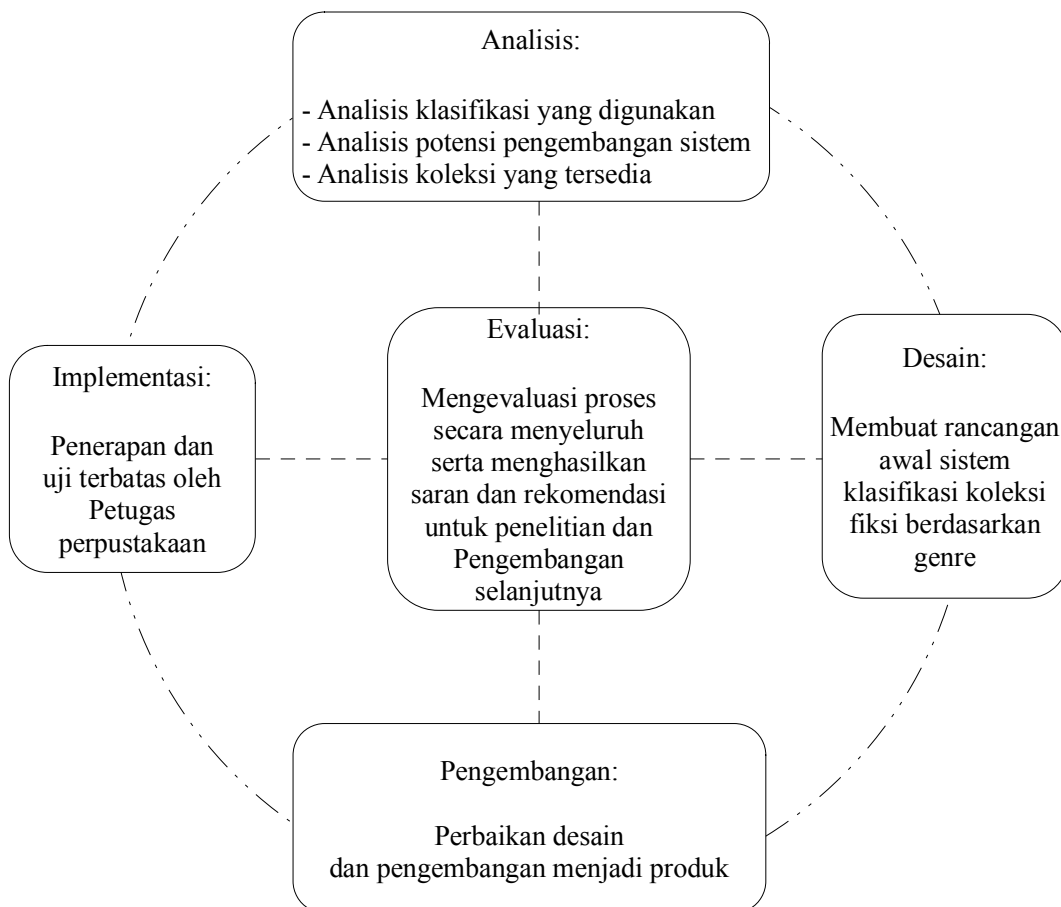 Analisis:
- Analisis klasifikasi yang digunakan
- Analisis potensi pengembangan sistem
- Analisis koleksi yang tersedia
Implementasi:
Penerapan dan
uji terbatas oleh
Petugas
perpustakaan
Evaluasi:
Mengevaluasi proses
secara menyeluruh
serta menghasilkan
saran dan rekomendasi
untuk penelitian dan
Pengembangan
selanjutnya
Desain:
Membuat rancangan
awal sistem
klasifikasi koleksi
fiksi berdasarkan
genre
Pengembangan:
Perbaikan desain
dan pengembangan menjadi produk